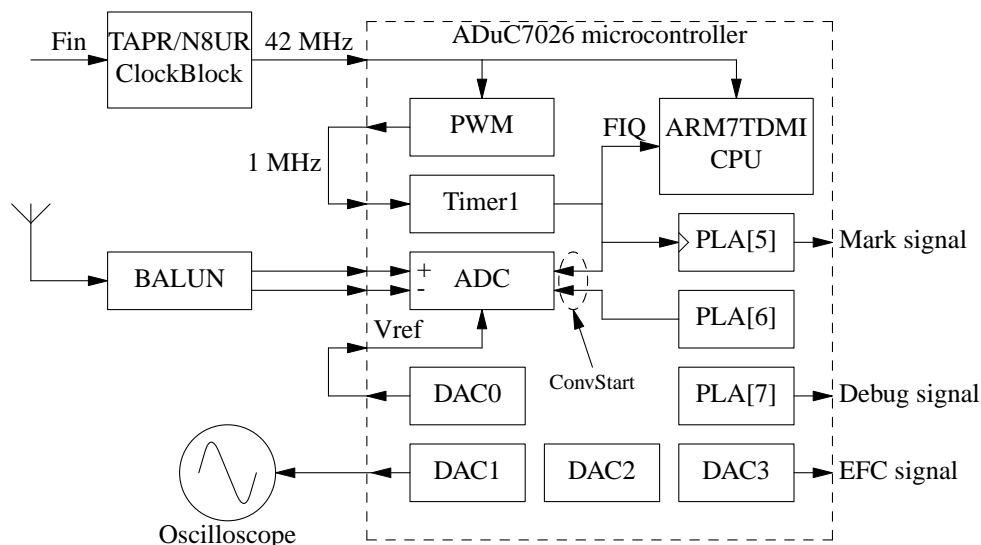 Fin
TAPR/N8UR
ClockBlock
42 MHz
ADuC7026 microcontroller
PWM
1 MHz
FIQ
ARM7TDMI
CPU
Timer1
PLA[5]
Mark signal
BALUN
+
-
ADC
PLA[6]
Vref
ConvStart
DAC0
PLA[7]
Debug signal
DAC1
DAC2
DAC3
EFC signal
Oscilloscope